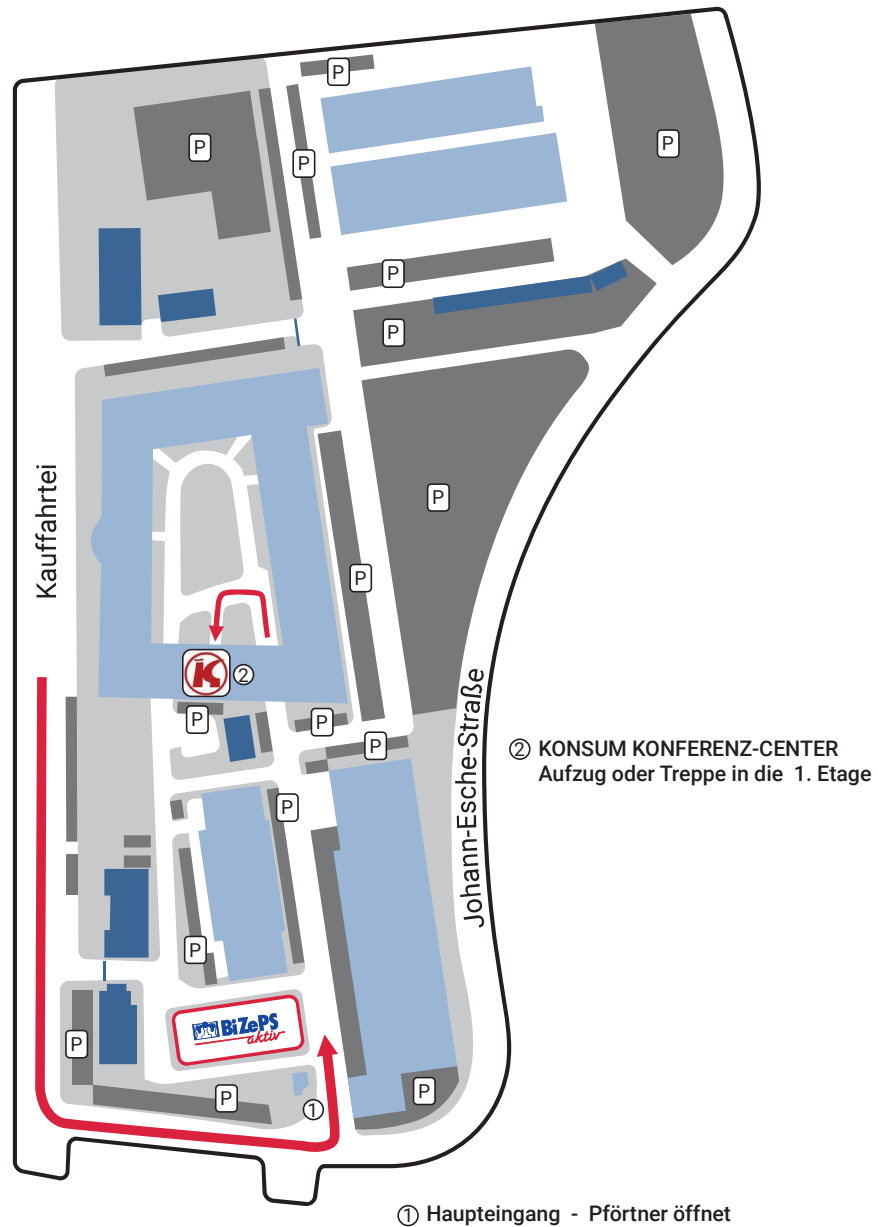 P
P
P
P
P
P
Kauffahrtei
P
P
K
②
P
P
P
Johann-Esche-Straße
② KONSUM KONFERENZ-CENTER
Aufzug oder Treppe in die 1. Etage
P
P
BiZePS
aktiv
P
P
P
①
① Haupteingang - Pförtner öffnet